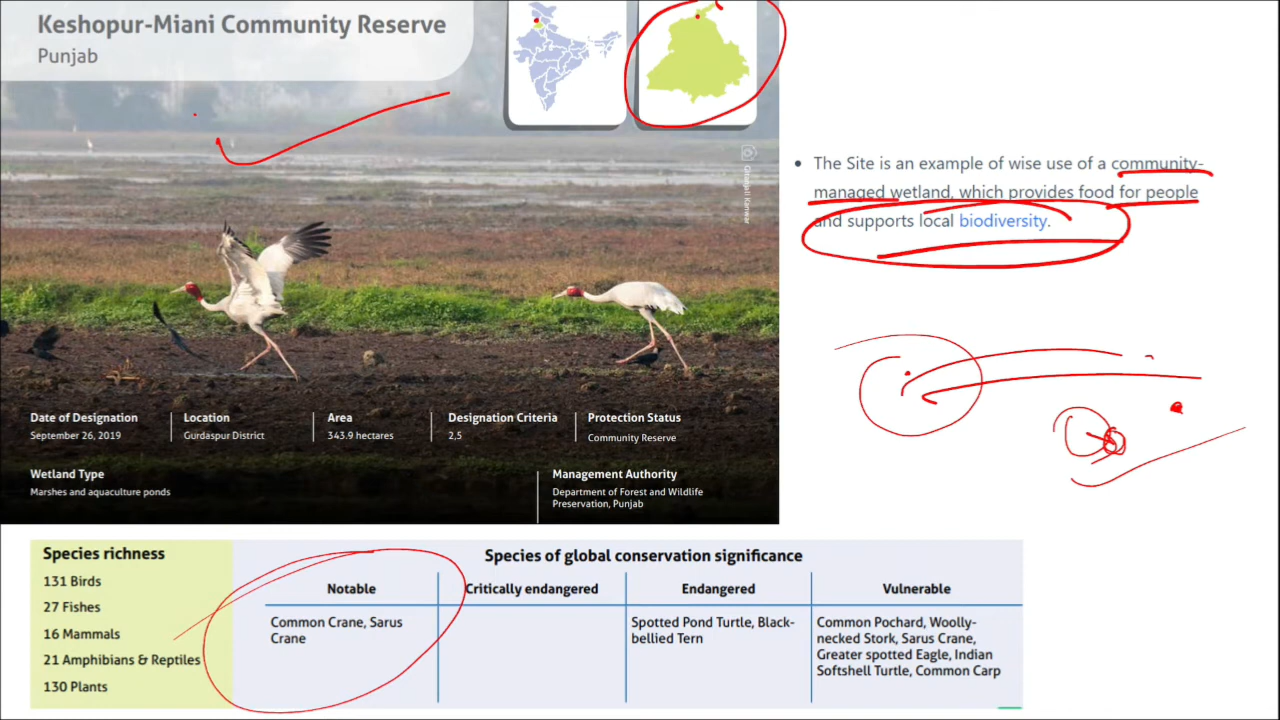 Keshopur-Miani Community Reserve
Punjab
Gitanjali Kanwar
• The Site is an example of wise use of a community-
managed wetland, which provides food for people
and supports local biodiversity.
Date of Designation
September 26, 2019
Location
Gurdaspur District
Area
343.9 hectares
Designation Criteria
2,5
Protection Status
Community Reserve
Wetland Type
Marshes and aquaculture ponds
Management Authority
Department of Forest and Wildlife
Preservation, Punjab
Species richness
131 Birds
27 Fishes
16 Mammals
21 Amphibians & Reptiles
130 Plants
Species of global conservation significance
Notable
Common Crane, Sarus
Crane
Critically endangered
Endangered
Spotted Pond Turtle, Black-
bellied Tern
Vulnerable
Common Pochard, Woolly-
necked Stork, Sarus Crane,
Greater spotted Eagle, Indian
Softshell Turtle, Common Carp